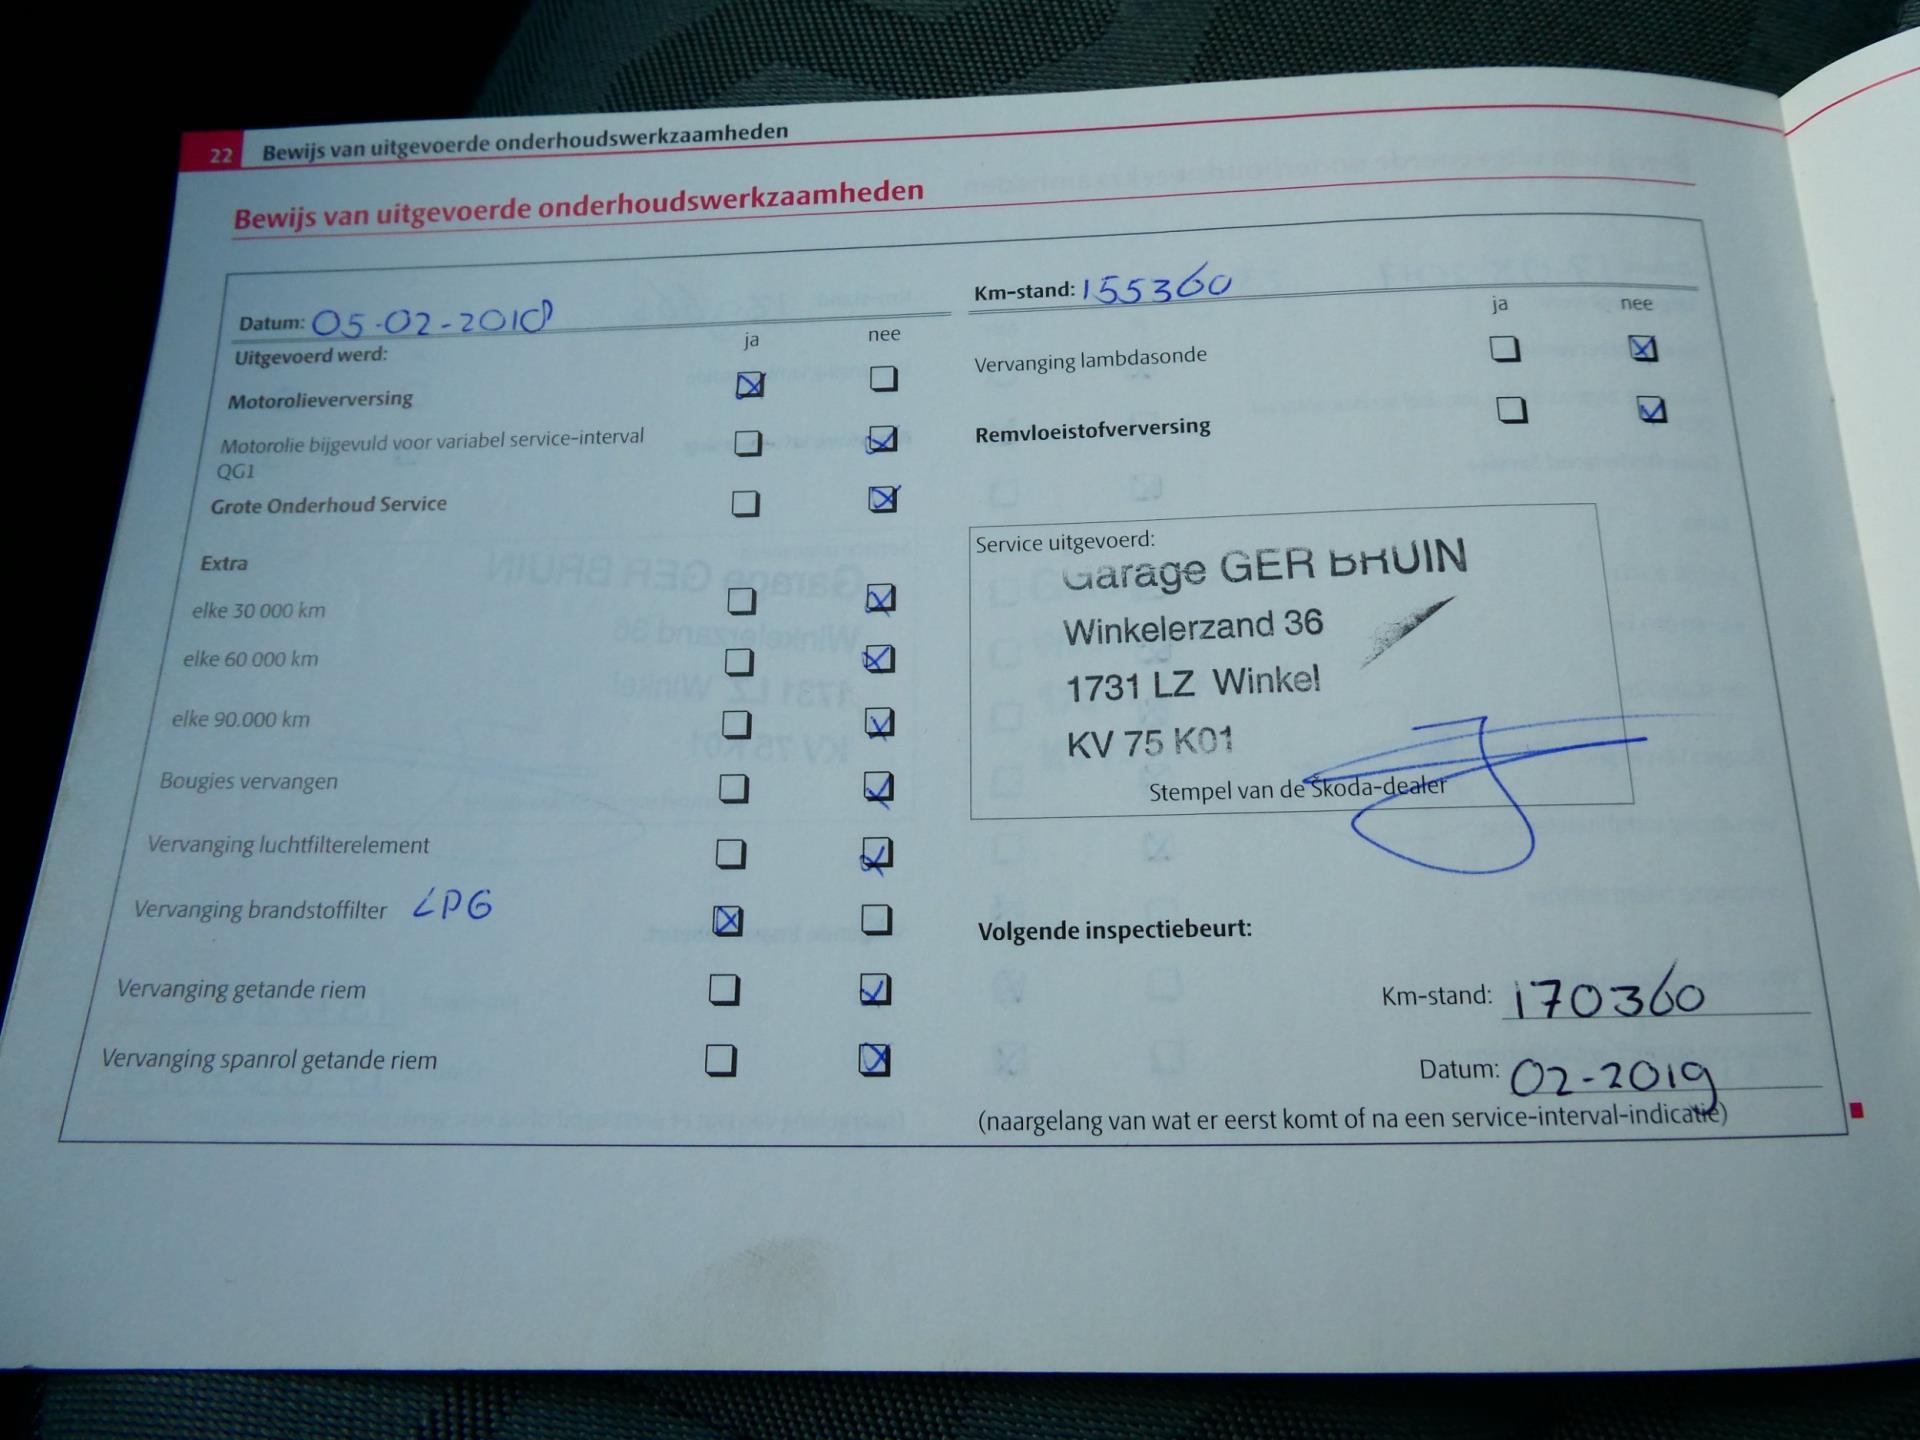 22 Bewijs van uitgevoerde onderhoudswerkzaamheden
Bewijs van uitgevoerde onderhoudswerkzaamheden
Datum: 05-02-2018
Uitgevoerd werd:
ja nee
Motorolieverversing
Motorolie bijgevuld voor variabel service-interval
QG1
Grote Onderhoud Service
Extra
elke 30 000 km
elke 60 000 km
elke 90.000 km
Bougies vervangen
Vervanging luchtfilterelement
Vervanging brandstoffilter LPG
Vervanging getande riem
Vervanging spanrol getande riem
Km-stand: 155360
ja nee
Vervanging lambdasonde
Remvloeistofverversing
Service uitgevoerd:
Garage GER BRUIN
Winkelerzand 36
1731 LZ Winkel
KV 75 K01
Stempel van de Škoda-dealer
Volgende inspectiebeurt:
Km-stand: 170360
Datum: 02-2019
(naargelang van wat er eerst komt of na een service-interval-indicatie)